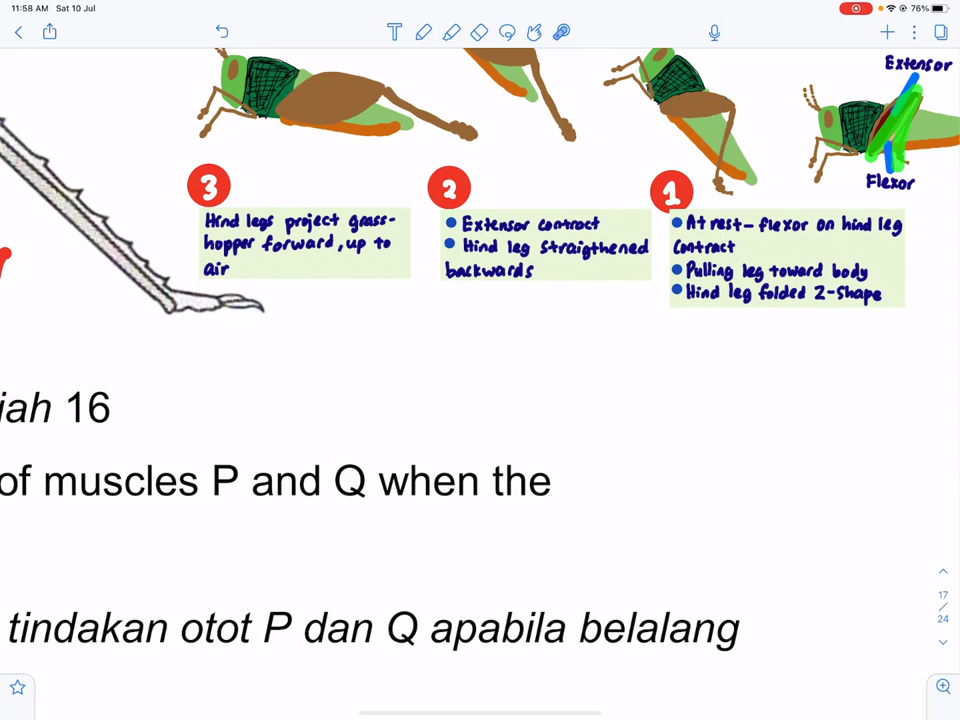 11:58 AM Sat 10 Jul
76%
T
Extensor
Flexor
3
Hind legs project grass-
hopper forward, up to
air
2
Extensor contract
Hind leg straigthened
backwards
1
At rest - flexor on hind leg
contract
Pulling leg toward body
Hind leg folded Z-shape
iah 16
of muscles P and Q when the
tindakan otot P dan Q apabila belalang
17
/
24